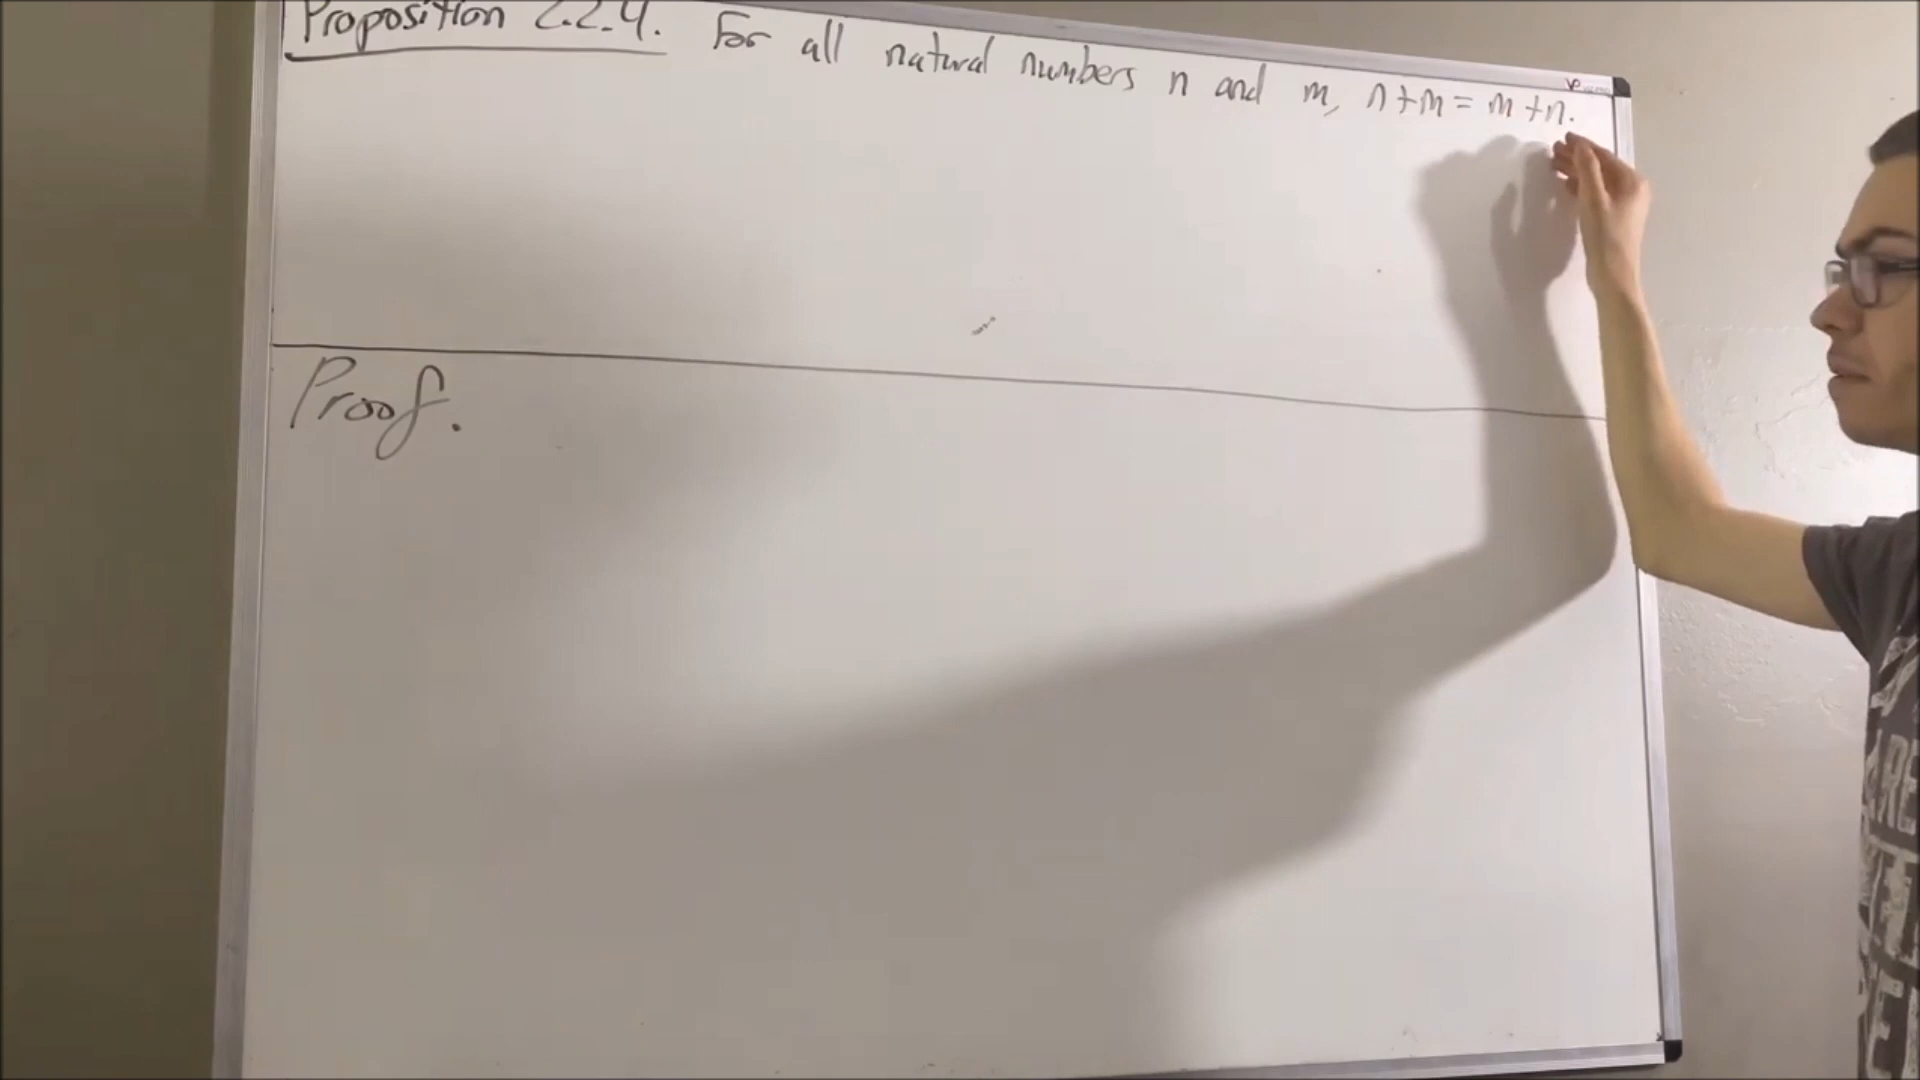 Proposition 2.2.4. For all natural numbers n and m, n+m = m+n.
Proof.